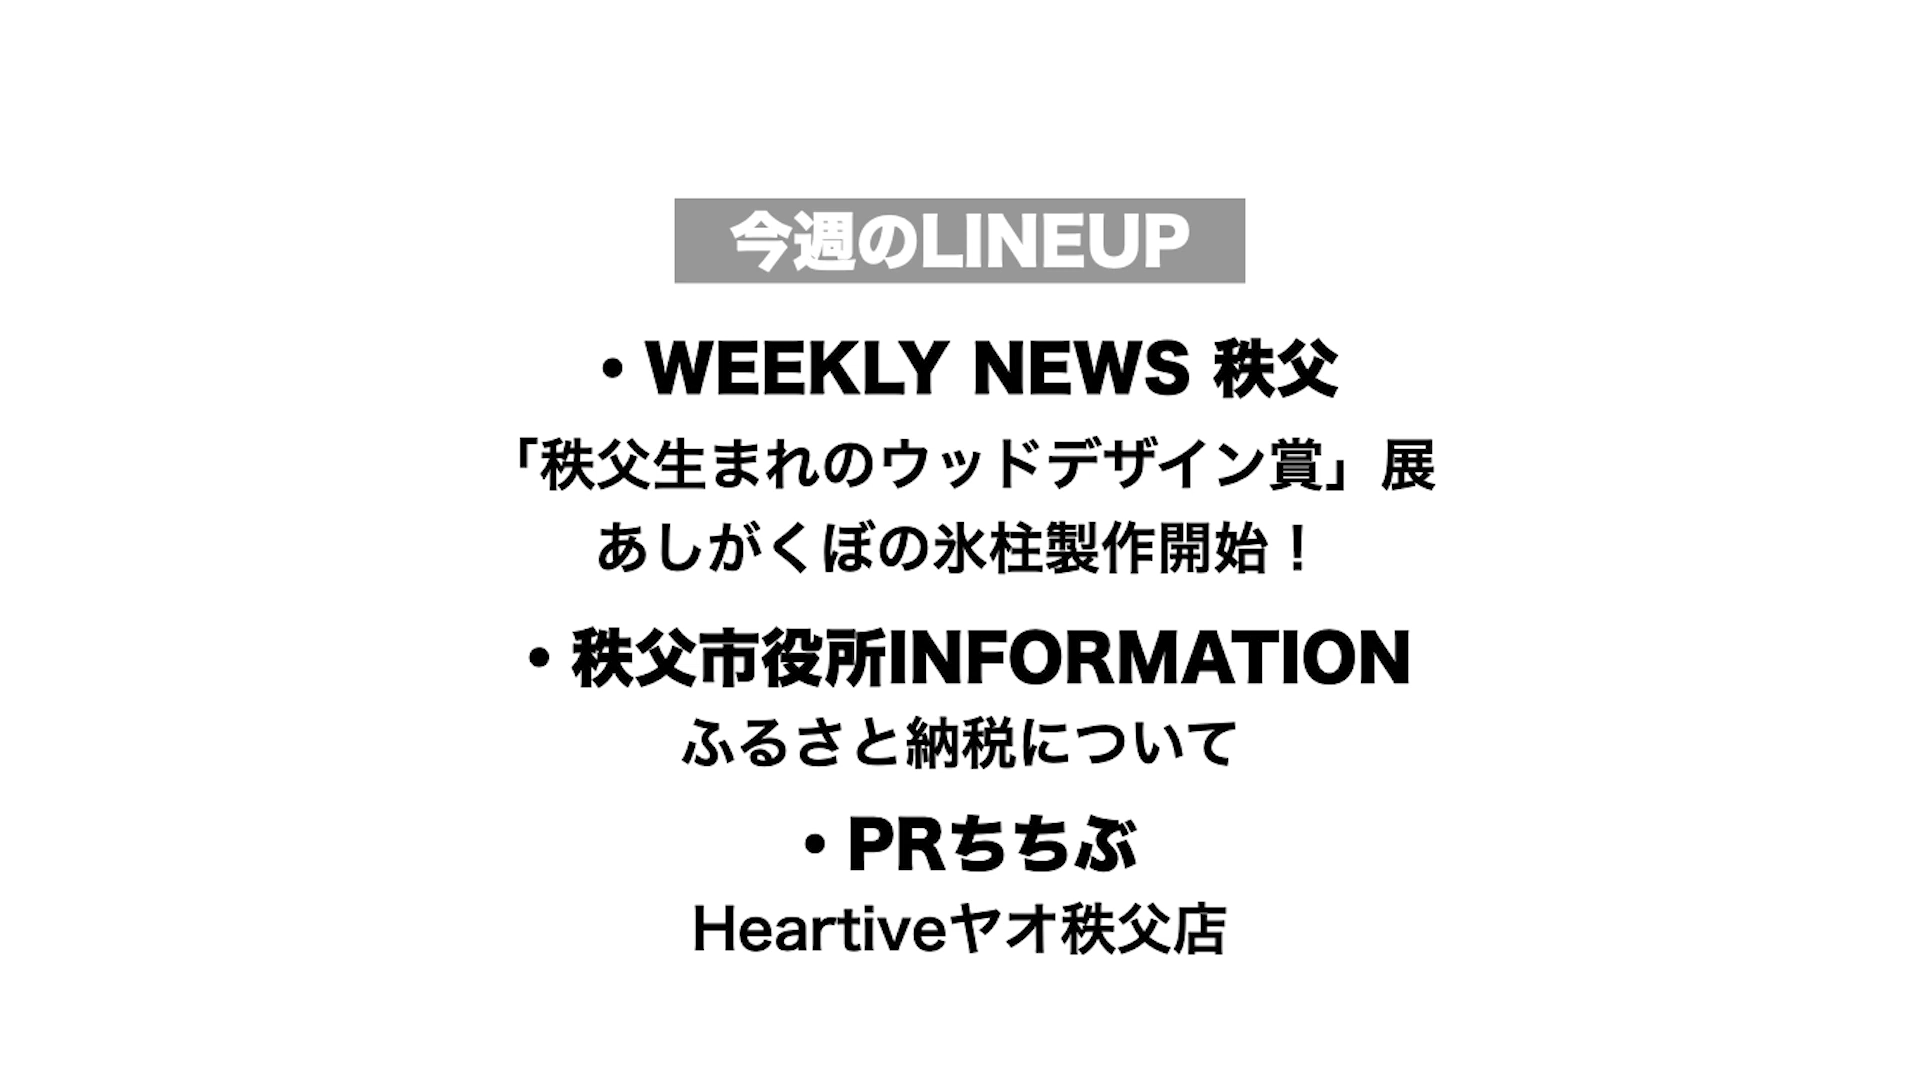 今週のLINEUP
・WEEKLY NEWS 秩父
「秩父生まれのウッドデザイン賞」展
あしがくぼの氷柱製作開始！
・秩父市役所INFORMATION
ふるさと納税について
・PRちちぶ
Heartiveヤオ秩父店